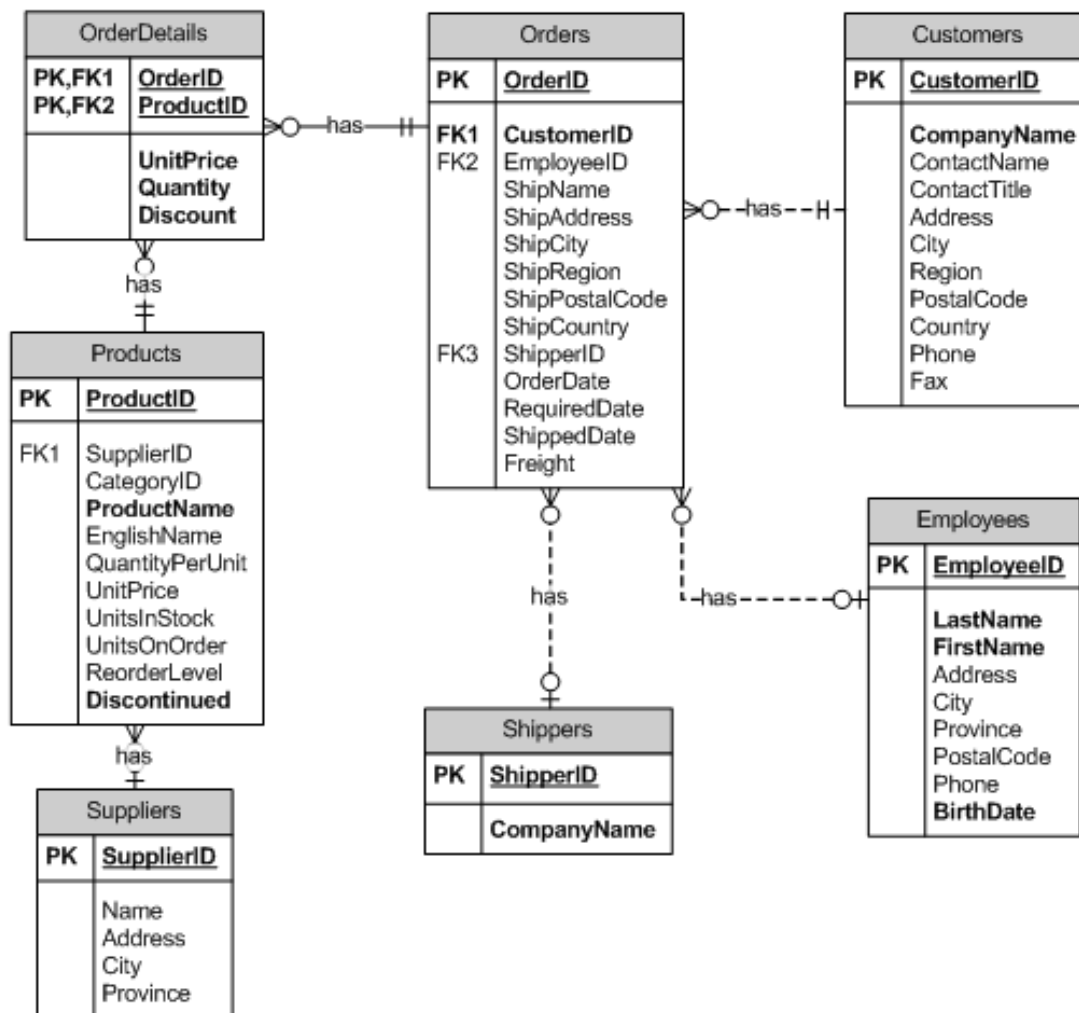 OrderDetails
PK,FK1 OrderID
PK,FK2 ProductID
UnitPrice
Quantity
Discount
has
Orders
PK OrderID
FK1 CustomerID
FK2 EmployeeID
ShipName
ShipAddress
ShipCity
ShipRegion
ShipPostalCode
ShipCountry
FK3 ShipperID
OrderDate
RequiredDate
ShippedDate
Freight
has
Customers
PK CustomerID
CompanyName
ContactName
ContactTitle
Address
City
Region
PostalCode
Country
Phone
Fax
has
Products
PK ProductID
FK1 SupplierID
CategoryID
ProductName
EnglishName
QuantityPerUnit
UnitPrice
UnitsInStock
UnitsOnOrder
ReorderLevel
Discontinued
has
has
Employees
PK EmployeeID
LastName
FirstName
Address
City
Province
PostalCode
Phone
BirthDate
has
Shippers
PK ShipperID
CompanyName
Suppliers
PK SupplierID
Name
Address
City
Province